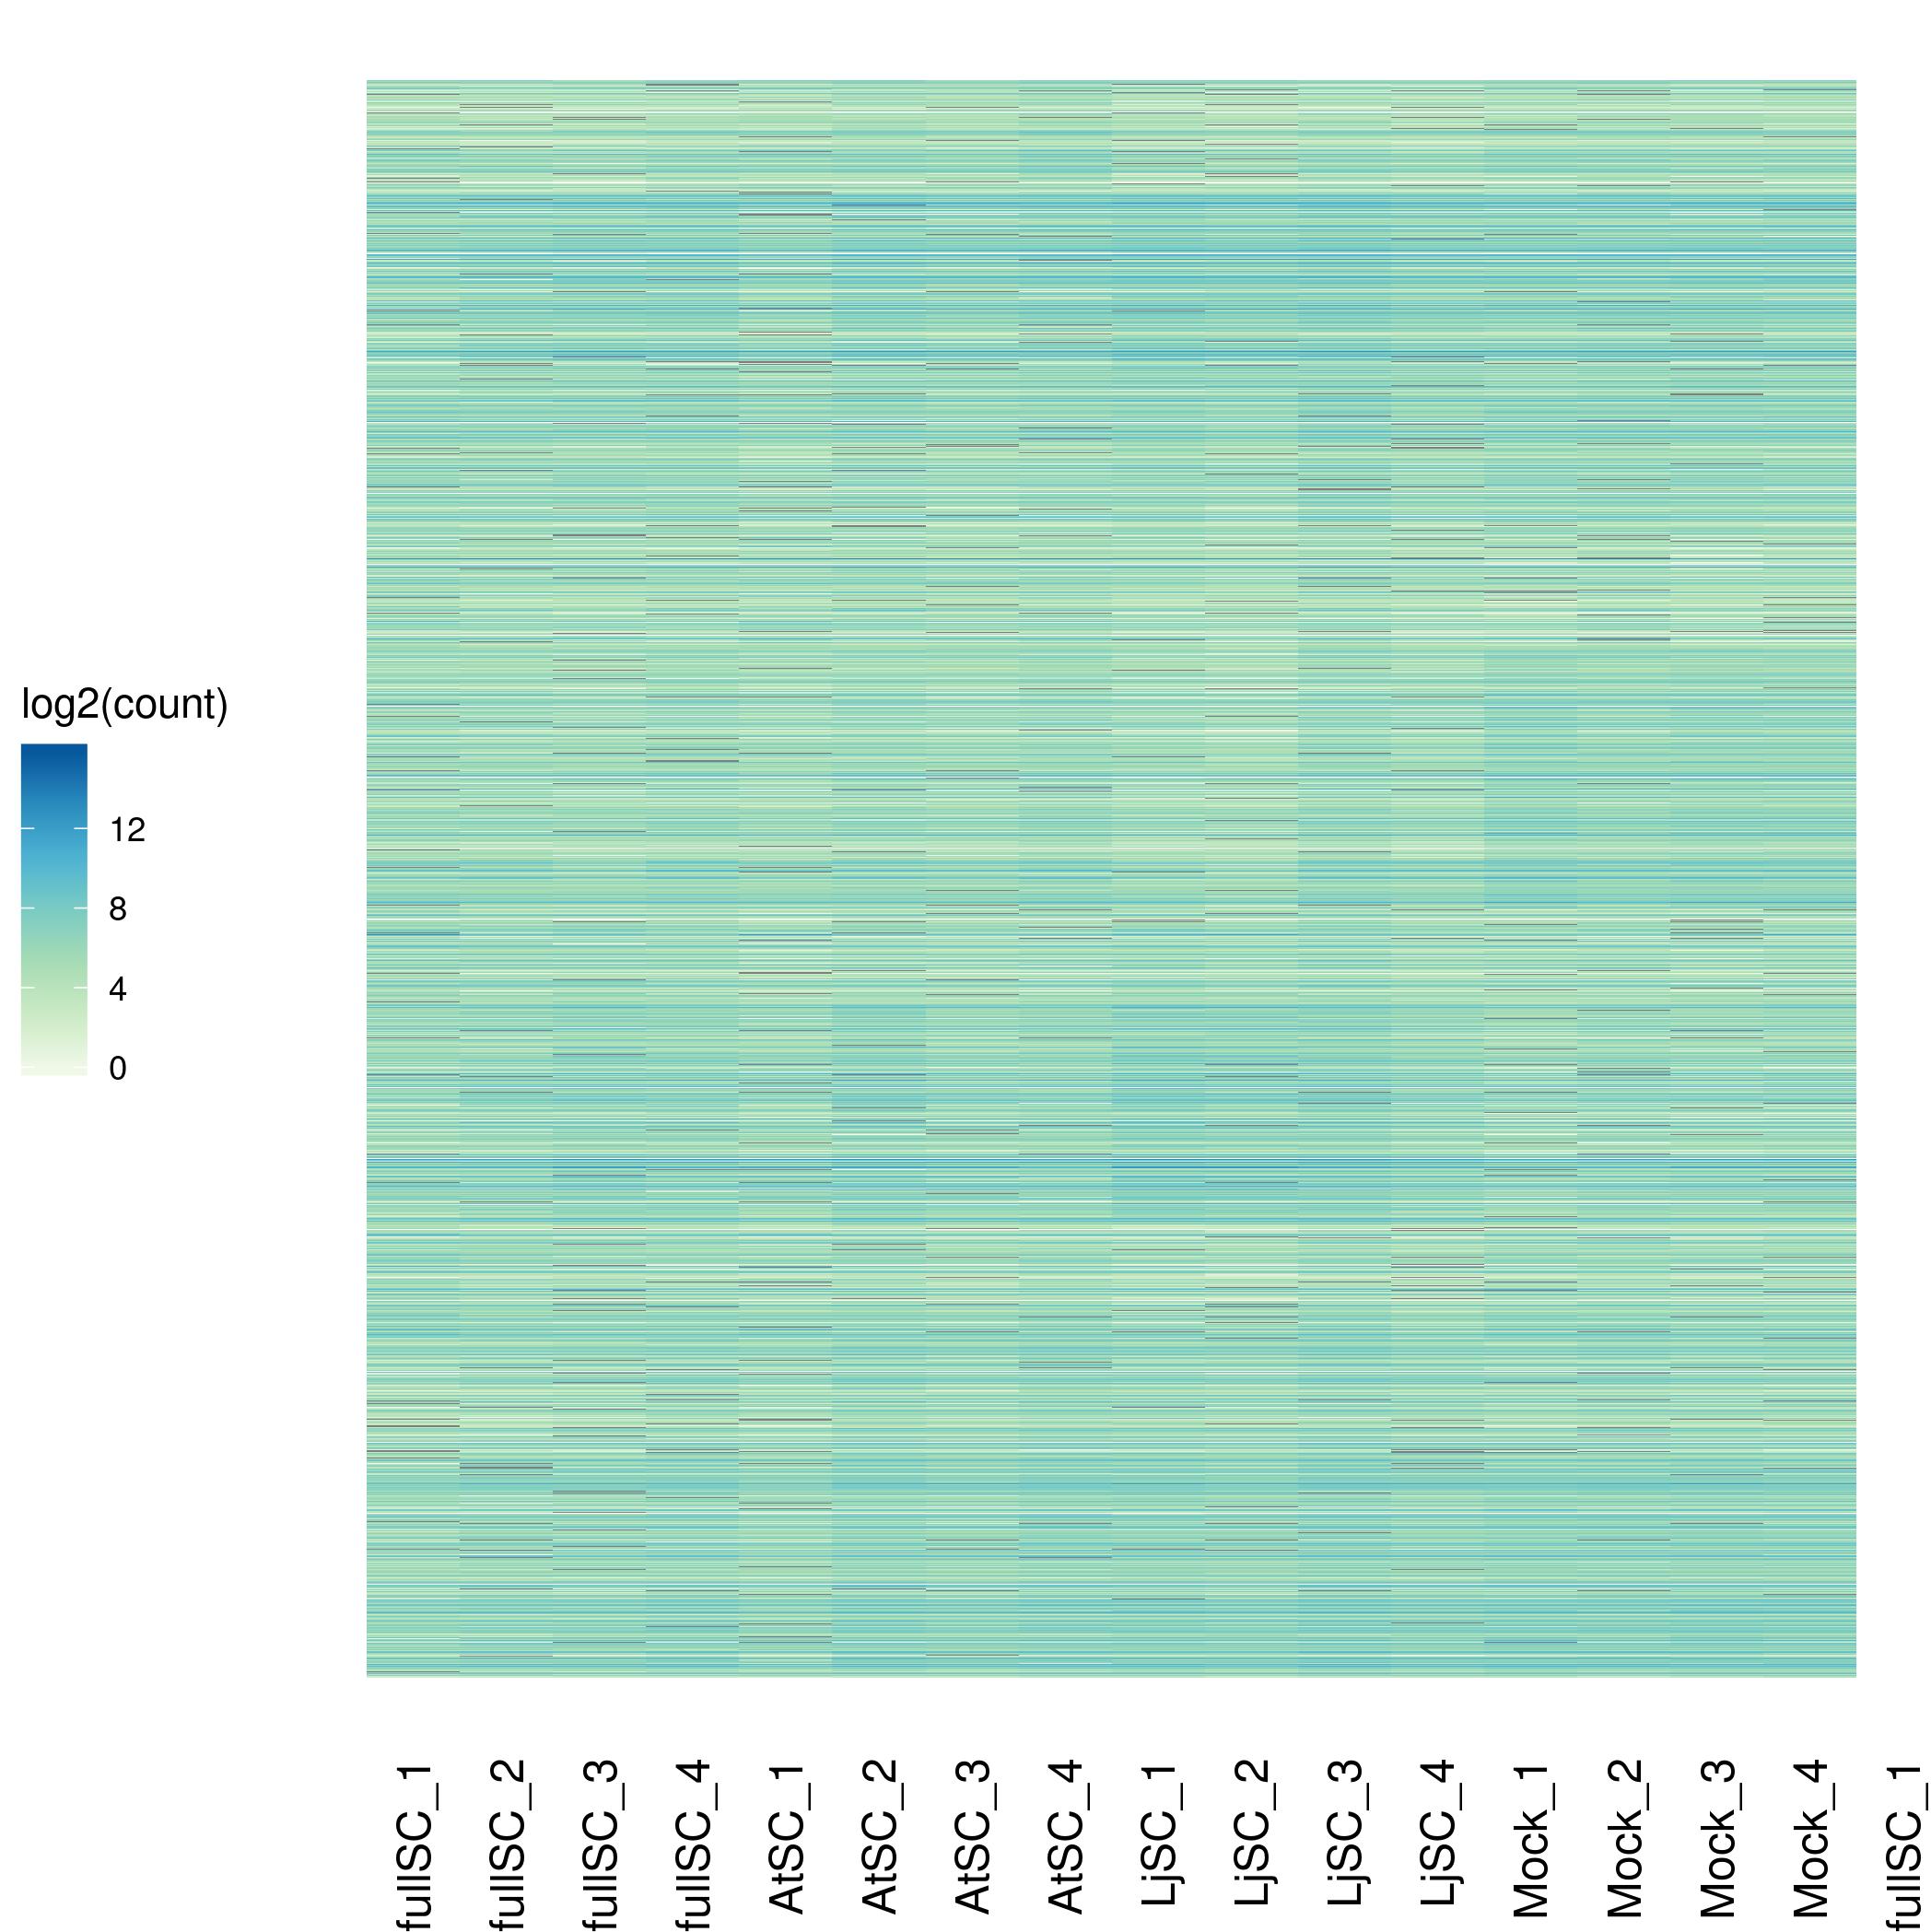 log2(count)
12
8
4
0
fullSC_1
fullSC_2
fullSC_3
fullSC_4
AtSC_1
AtSC_2
AtSC_3
AtSC_4
LjSC_1
LjSC_2
LjSC_3
LjSC_4
Mock_1
Mock_2
Mock_3
Mock_4
fullSC_1